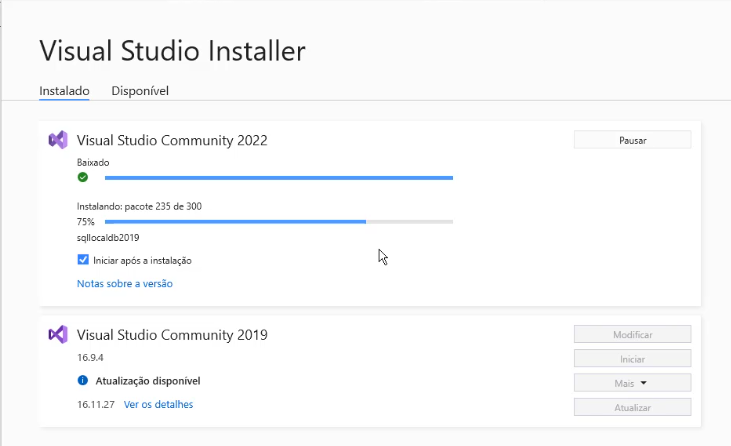 Visual Studio Installer
Instalado Disponível
Visual Studio Community 2022
Pausar
Baixado
Instalando: pacote 235 de 300
75%
sqllocaldb2019
Iniciar após a instalação
Notas sobre a versão
Visual Studio Community 2019
Modificar
16.9.4
Iniciar
Atualização disponível
Mais
16.11.27 Ver os detalhes
Atualizar